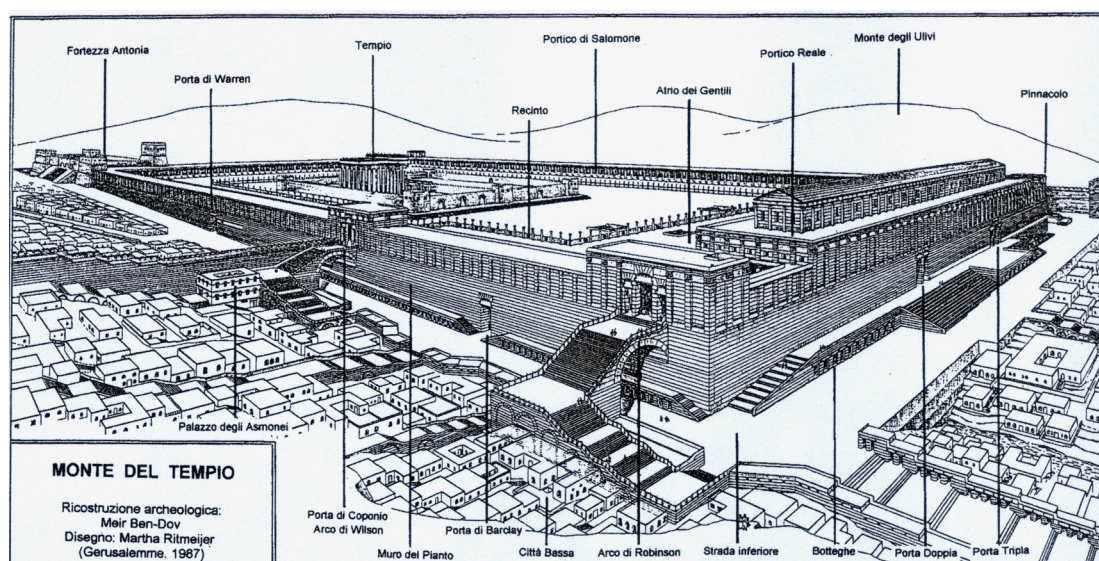 Fortezza Antonia
Porta di Warren
Tempio
Portico di Salomone
Recinto
Atrio dei Gentili
Portico Reale
Monte degli Ulivi
Pinnacolo
Palazzo degli Asmonei
MONTE DEL TEMPIO
Ricostruzione archeologica:
Meir Ben-Dov
Disegno: Martha Ritmeijer
(Gerusalemme. 1987)
Porta di Coponio
Arco di Wilson
Muro del Pianto
Porta di Barclay
Città Bassa
Arco di Robinson
Strada inferiore
Botteghe
Porta Doppia
Porta Tripla